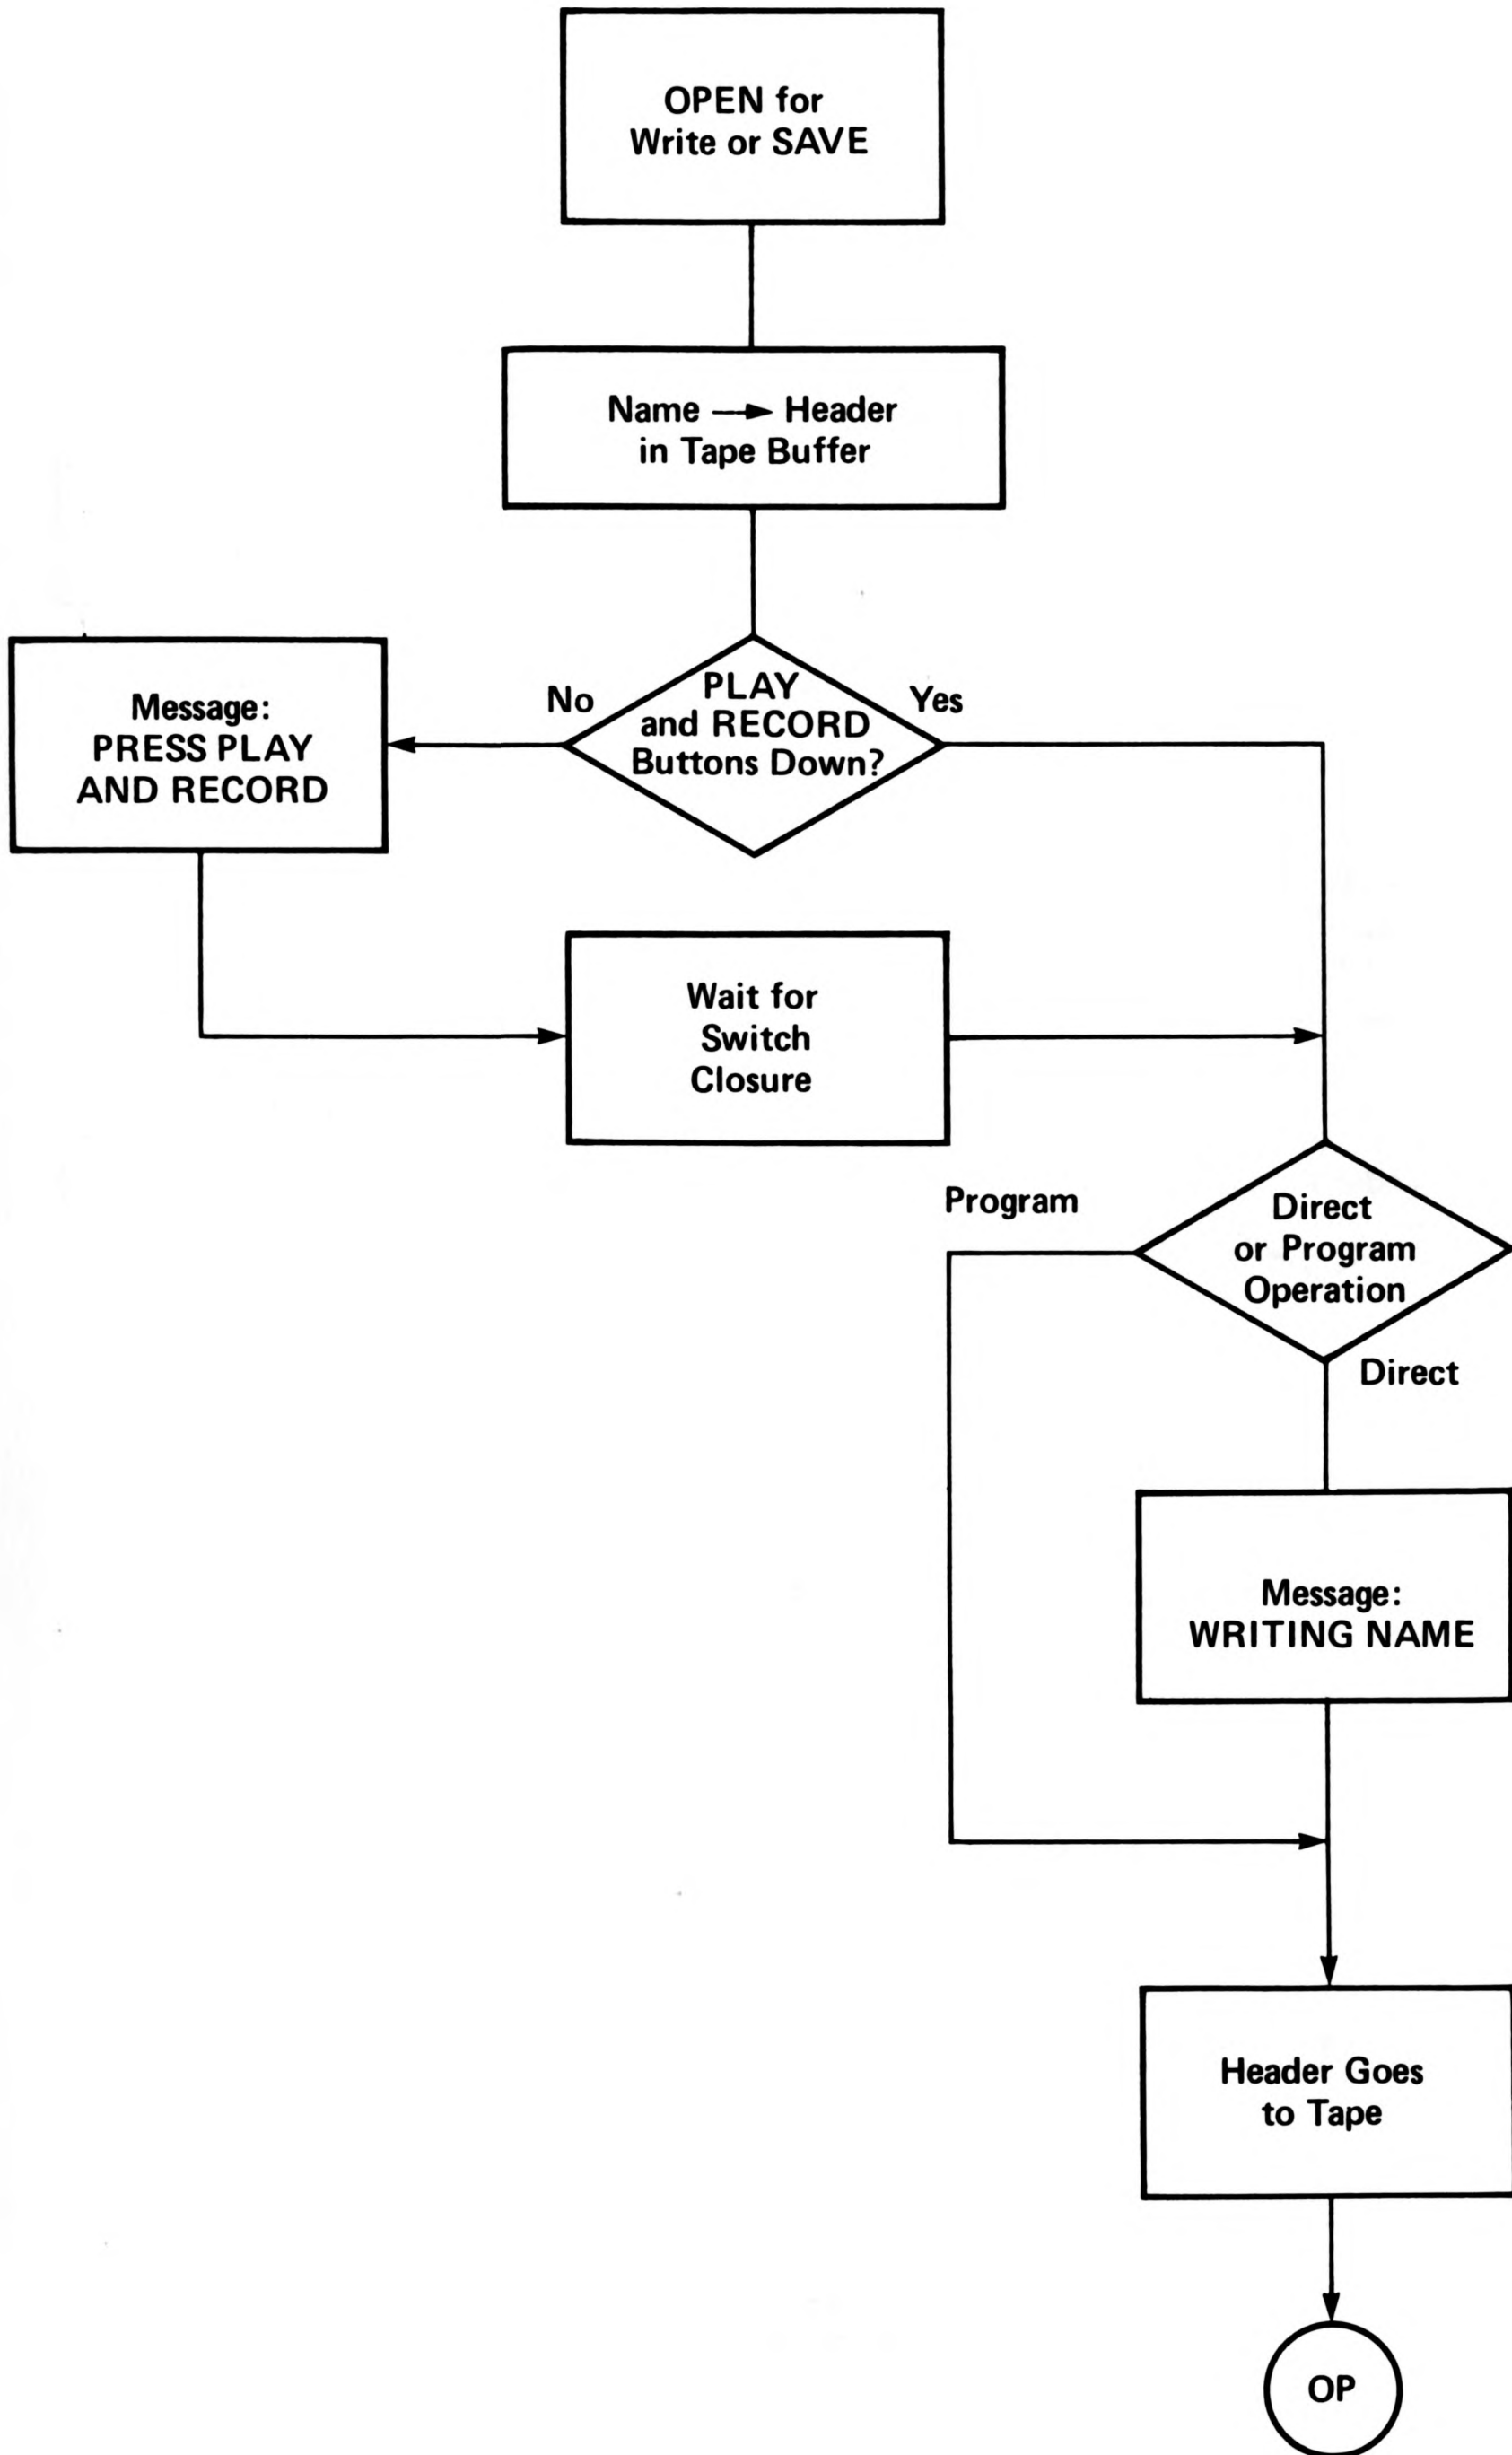 OPEN for
Write or SAVE
Name → Header
in Tape Buffer
No
PLAY
and RECORD
Buttons Down?
Yes
Message:
PRESS PLAY
AND RECORD
Wait for
Switch
Closure
Program
Direct
or Program
Operation
Direct
Message:
WRITING NAME
Header Goes
to Tape
OP